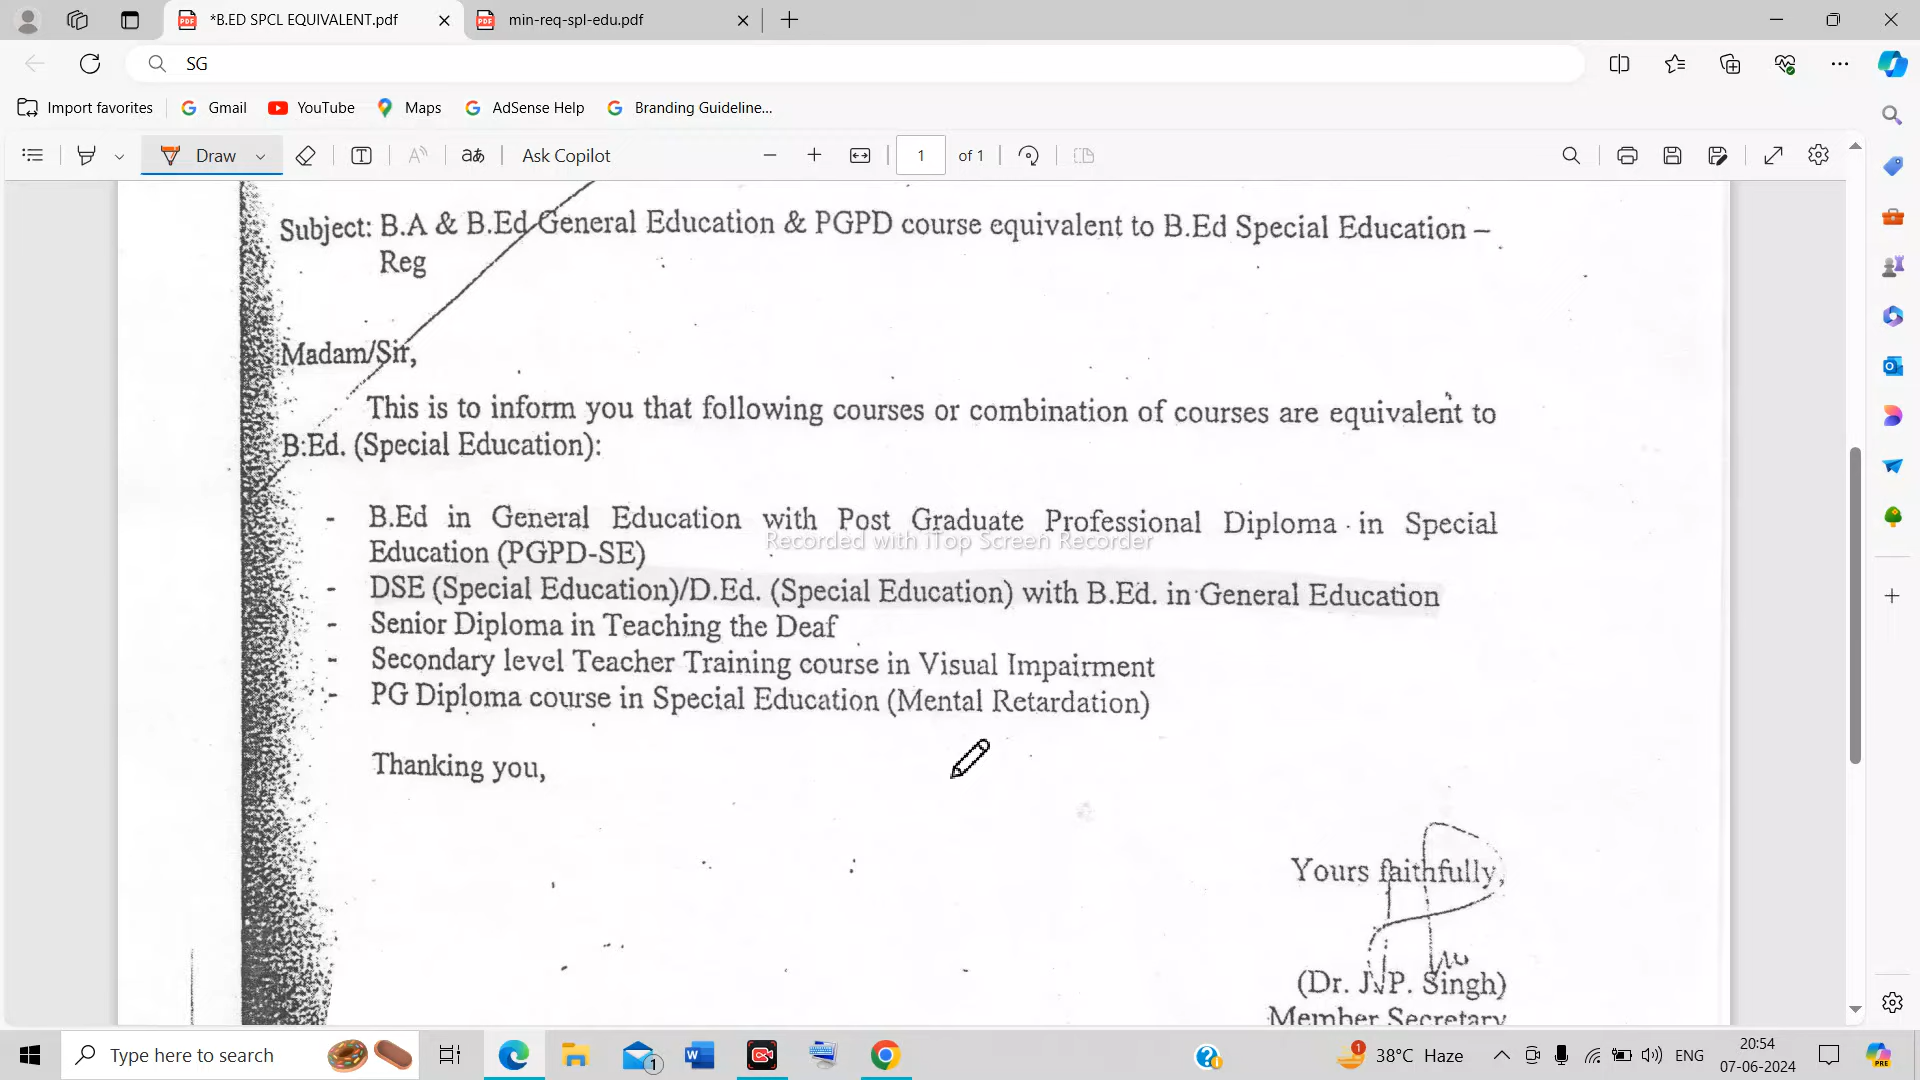 *B.ED SPCL EQUIVALENT.pdf
min-req-spl-edu.pdf
SG
Import favorites
Gmail
YouTube
Maps
AdSense Help
Branding Guideline...
Draw
aあ
Ask Copilot
1
of 1
Subject: B.A & B.Ed General Education & PGPD course equivalent to B.Ed Special Education –
Reg
Madam/Sir,
This is to inform you that following courses or combination of courses are equivalent to
B.Ed. (Special Education):
- B.Ed in General Education with Post Graduate Professional Diploma in Special
Recorded with iTop Screen Recorder
Education (PGPD-SE)
- DSE (Special Education)/D.Ed. (Special Education) with B.Ed. in General Education
- Senior Diploma in Teaching the Deaf
- Secondary level Teacher Training course in Visual Impairment
- PG Diploma course in Special Education (Mental Retardation)
Thanking you,
Yours faithfully,
(Dr. J.P. Singh)
Member Secretary
Type here to search
1
1
38°C Haze
ENG
20:54
07-06-2024
PRE